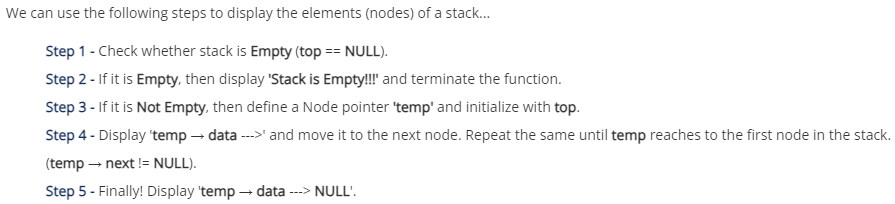 We can use the following steps to display the elements (nodes) of a stack...
Step 1 - Check whether stack is Empty (top == NULL).
Step 2 - If it is Empty, then display 'Stack is Empty!!!' and terminate the function.
Step 3 - If it is Not Empty, then define a Node pointer 'temp' and initialize with top.
Step 4 - Display 'temp → data --->' and move it to the next node. Repeat the same until temp reaches to the first node in the stack.
(temp → next != NULL).
Step 5 - Finally! Display 'temp → data ---> NULL'.